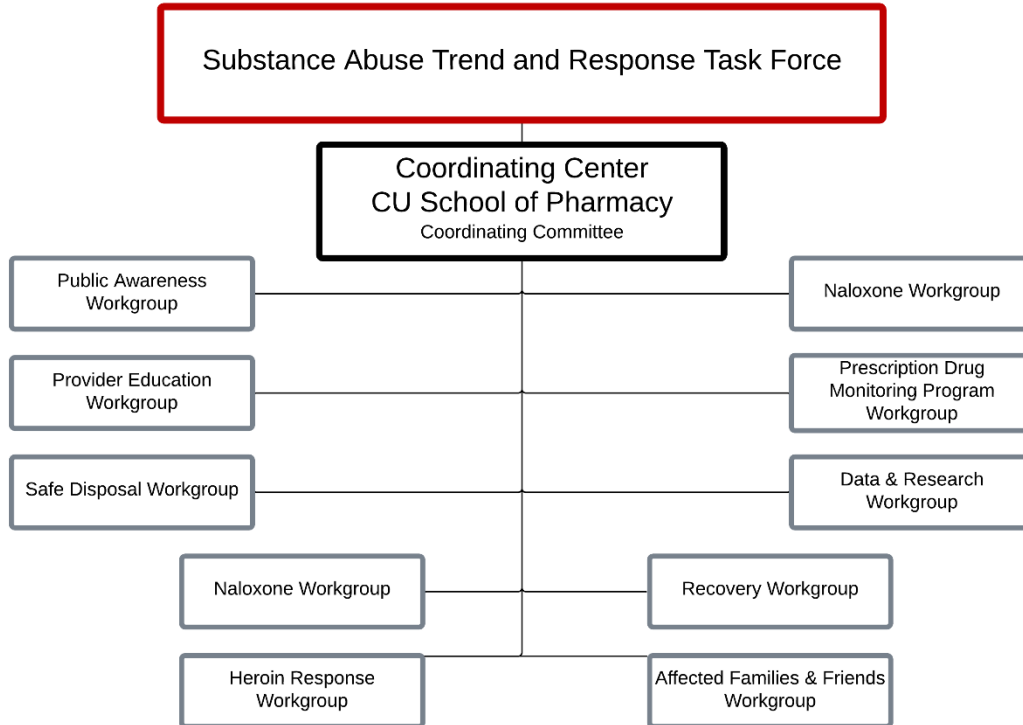 Substance Abuse Trend and Response Task Force
Coordinating Center
CU School of Pharmacy
Coordinating Committee
Public Awareness
Workgroup
Naloxone Workgroup
Provider Education
Workgroup
Prescription Drug
Monitoring Program
Workgroup
Safe Disposal Workgroup
Data & Research
Workgroup
Naloxone Workgroup
Recovery Workgroup
Heroin Response
Workgroup
Affected Families & Friends
Workgroup